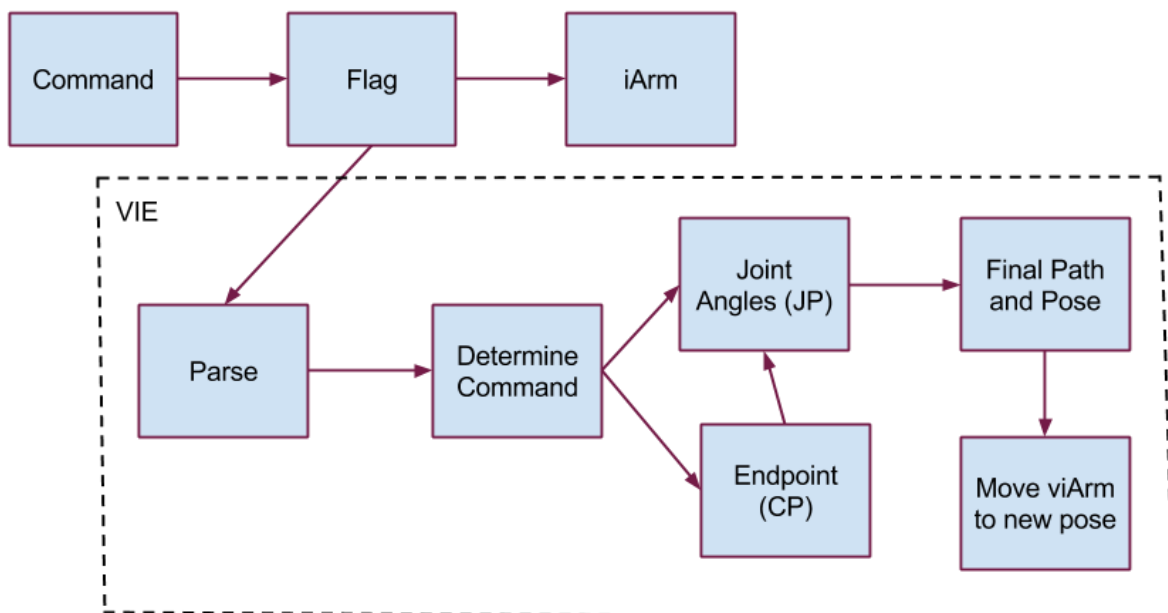 Command
Flag
iArm
VIE
Parse
Determine
Command
Joint
Angles (JP)
Endpoint
(CP)
Final Path
and Pose
Move viArm
to new pose